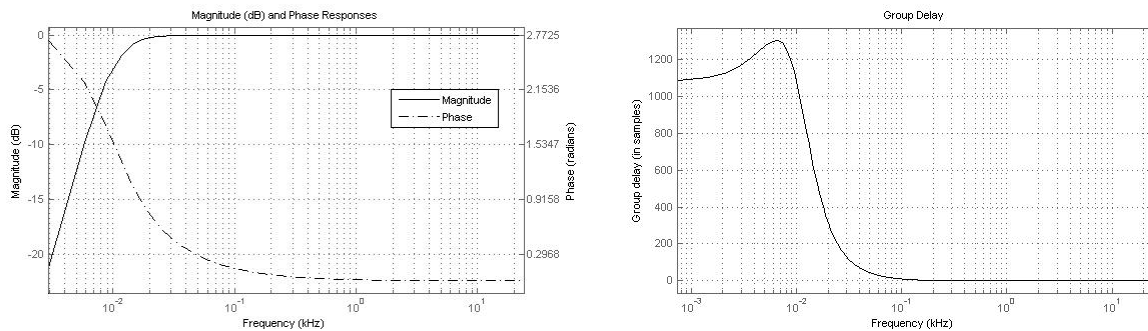 Magnitude (dB) and Phase Responses
Magnitude (dB)
0
-5
-10
-15
-20
Magnitude
Phase
2.7725
2.1536
1.5347
0.9158
0.2968
Phase (radians)
10^-2
10^-1
10^0
10^1
Frequency (kHz)
Group Delay
Group delay (in samples)
1200
1000
800
600
400
200
0
10^-3
10^-2
10^-1
10^0
10^1
Frequency (kHz)